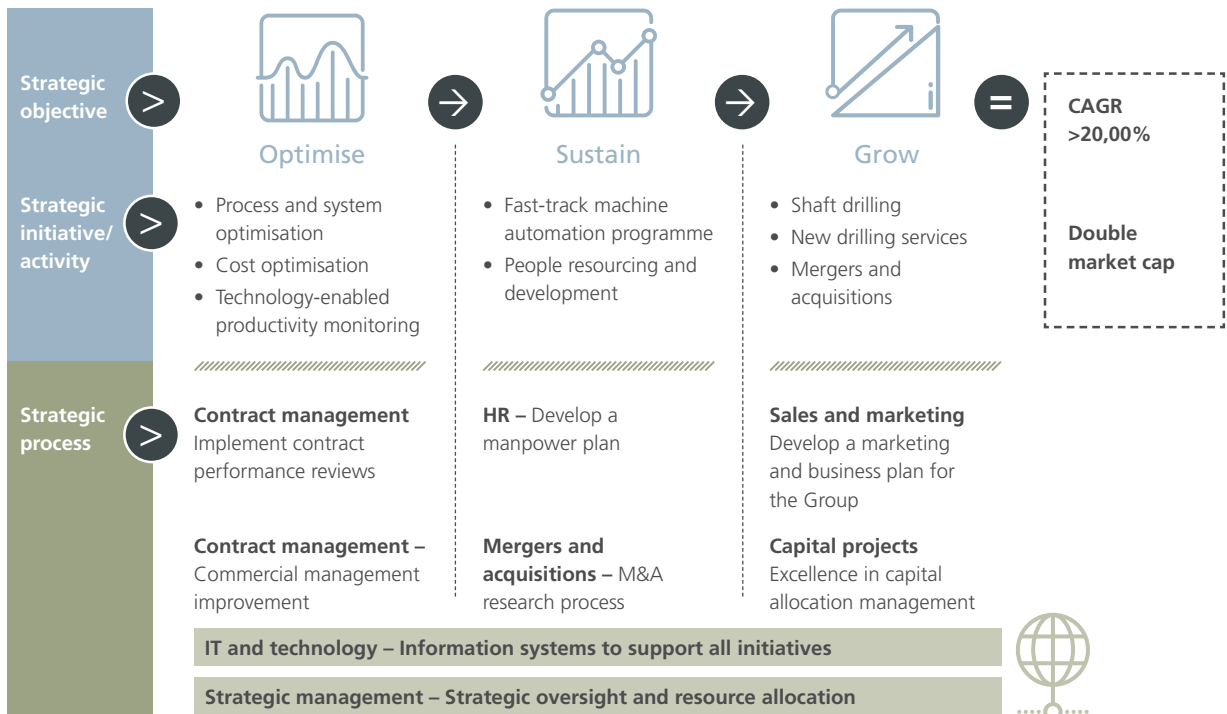 Strategic
objective
>
Optimise
Sustain
Grow
=
CAGR
>20,00%
Double
market cap
Strategic
initiative/
activity
>
• Process and system
optimisation
• Cost optimisation
• Technology-enabled
productivity monitoring
• Fast-track machine
automation programme
• People resourcing and
development
• Shaft drilling
• New drilling services
• Mergers and
acquisitions
Strategic
process
>
Contract management
Implement contract
performance reviews
Contract management –
Commercial management
improvement
HR – Develop a
manpower plan
Mergers and
acquisitions – M&A
research process
Sales and marketing
Develop a marketing
and business plan for
the Group
Capital projects
Excellence in capital
allocation management
IT and technology – Information systems to support all initiatives
Strategic management – Strategic oversight and resource allocation